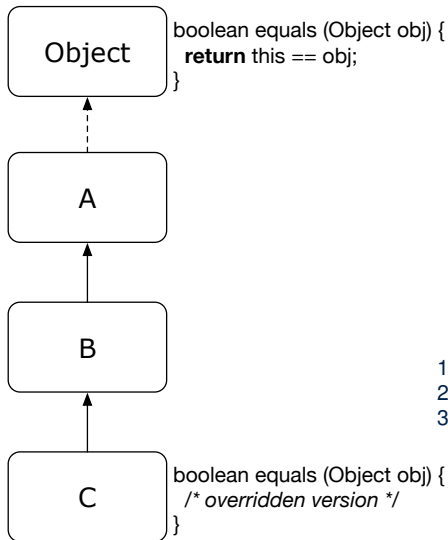 Object
boolean equals (Object obj) {
return this == obj;
}
A
B
1
2
3
C
boolean equals (Object obj) {
/* overridden version */
}